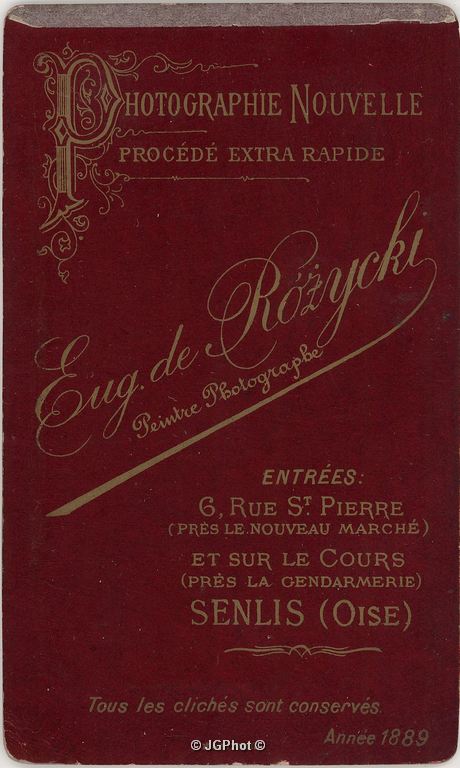 PHOTOGRAPHIE NOUVELLE
PROCÉDÉ EXTRA RAPIDE
Eug. de Różycki
Peintre Photographe
ENTRÉES:
6, RUE ST PIERRE
(PRÈS LE NOUVEAU MARCHÉ)
ET SUR LE COURS
(PRÈS LA GENDARMERIE)
SENLIS (OISE)
Tous les clichés sont conservés.
Année 1889
© JGPhot ©